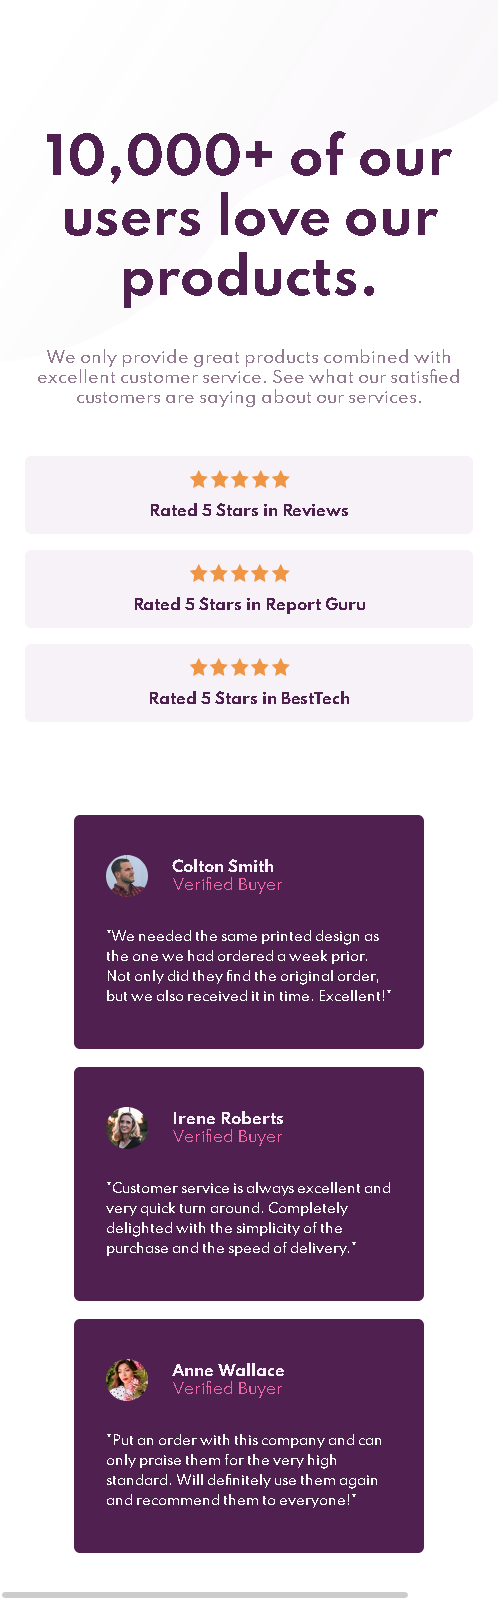 10,000+ of our
users love our
products.
We only provide great products combined with
excellent customer service. See what our satisfied
customers are saying about our services.
Rated 5 Stars in Reviews
Rated 5 Stars in Report Guru
Rated 5 Stars in BestTech
Colton Smith
Verified Buyer
"We needed the same printed design as
the one we had ordered a week prior.
Not only did they find the original order,
but we also received it in time. Excellent!"
Irene Roberts
Verified Buyer
"Customer service is always excellent and
very quick turn around. Completely
delighted with the simplicity of the
purchase and the speed of delivery."
Anne Wallace
Verified Buyer
"Put an order with this company and can
only praise them for the very high
standard. Will definitely use them again
and recommend them to everyone!"